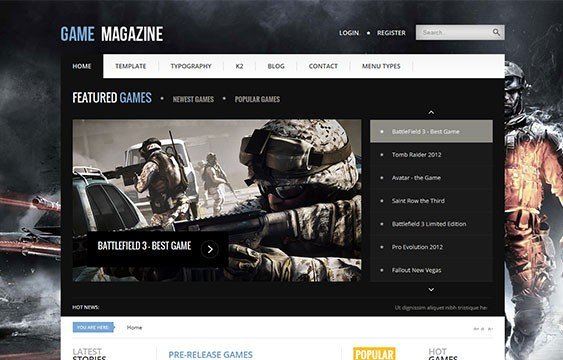 GAME MAGAZINE
LOGIN REGISTER Search...
HOME TEMPLATE TYPOGRAPHY K2 BLOG CONTACT MENU TYPES
FEATURED GAMES NEWEST GAMES POPULAR GAMES
BattleField 3 - Best Game
Tomb Raider 2012
Avatar - the Game
Saint Row the Third
Battlefield 3 Limited Edition
Pro Evolution 2012
Fallout New Vegas
BATTLEFIELD 3 - BEST GAME
HOT NEWS: Ut dignissim aliquet nibh tristique hen
YOU ARE HERE: Home
LATEST
STORIES
PRE-RELEASE GAMES
POPULAR
HOT
GAMES